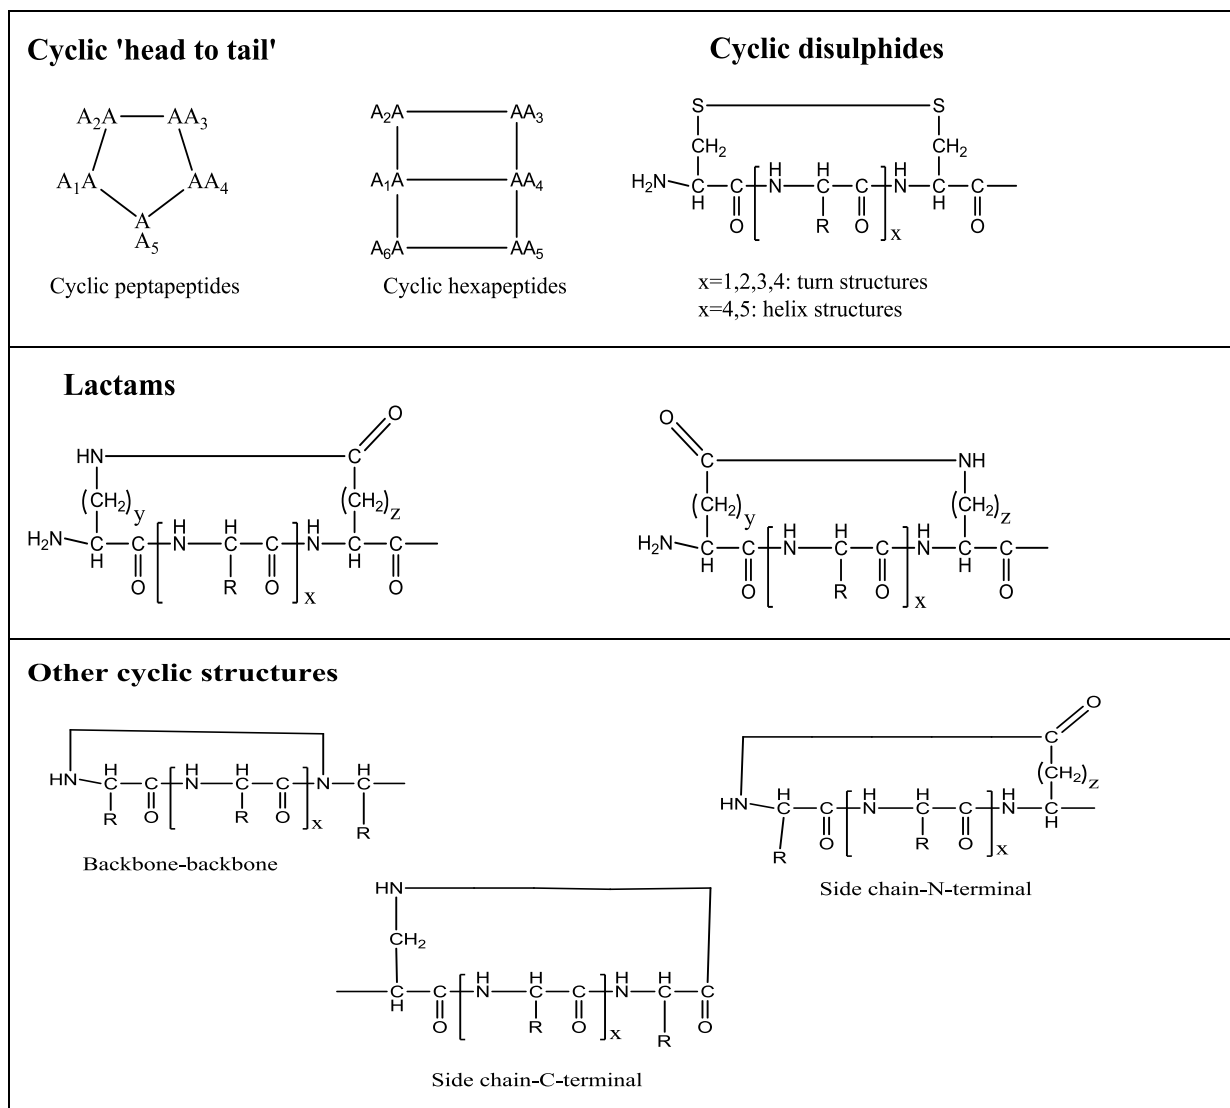 Cyclic 'head to tail'
Cyclic disulphides
A₂A AA₃
A₁A AA₄
A
A₅
Cyclic peptapeptides
A₂A AA₃
A₁A AA₄
A₆A AA₅
Cyclic hexapeptides
S S
CH₂ CH₂
H H H
H₂N C C N C C N C C
H O R O x H O
x=1,2,3,4: turn structures
x=4,5: helix structures
Lactams
O
HN C
(CH₂)y (CH₂)z
H H H
H₂N C C N C C N C C
H O R O x H O
O
C NH
(CH₂)y (CH₂)z
H H H
H₂N C C N C C N C C
H O R O x H O
Other cyclic structures
H H H H
HN C C N C C N C
R O R O x R
Backbone-backbone
O
C
(CH₂)z
H H H H
HN C C N C C N C
R O R O x H
Side chain-N-terminal
HN
CH₂
H H H H
C C N C C N C C
H O R O x R O
Side chain-C-terminal